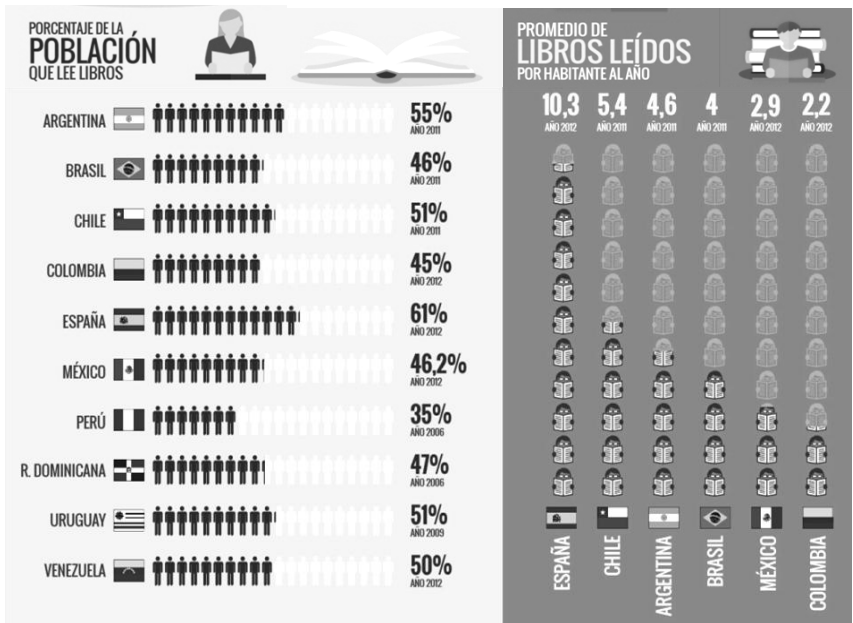 PORCENTAJE DE LA
POBLACIÓN
QUE LEE LIBROS
ARGENTINA 55%
AÑO 2011
BRASIL 46%
AÑO 2011
CHILE 51%
AÑO 2011
COLOMBIA 45%
AÑO 2012
ESPAÑA 61%
AÑO 2012
MÉXICO 46,2%
AÑO 2012
PERÚ 35%
AÑO 2006
R. DOMINICANA 47%
AÑO 2006
URUGUAY 51%
AÑO 2009
VENEZUELA 50%
AÑO 2012
PROMEDIO DE
LIBROS LEÍDOS
POR HABITANTE AL AÑO
10,3 5,4 4,6 4 2,9 2,2
AÑO 2012 AÑO 2011 AÑO 2011 AÑO 2011 AÑO 2012 AÑO 2012
ESPAÑA CHILE ARGENTINA BRASIL MÉXICO COLOMBIA